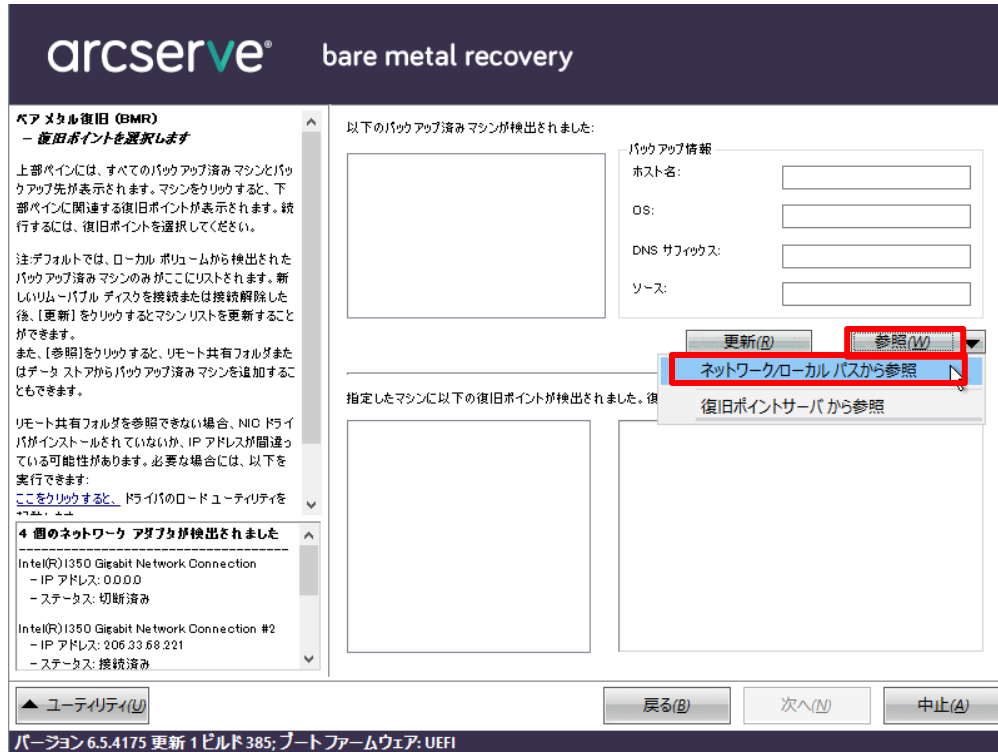 arcserve® bare metal recovery
ベア メタル復旧 (BMR)
– 復旧ポイントを選択します
上部ペインには、すべてのバックアップ済みマシンとバッ
クアップ先が表示されます。マシンをクリックすると、下
部ペインに関連する復旧ポイントが表示されます。続
行するには、復旧ポイントを選択してください。
注:デフォルトでは、ローカル ボリュームから検出された
バックアップ済みマシンのみがここにリストされます。新
しいリムーバブル ディスクを接続または接続解除した
後、[更新] をクリックするとマシン リストを更新すること
ができます。
また、[参照]をクリックすると、リモート共有フォルダまた
はデータ ストアからバックアップ済みマシンを追加するこ
ともできます。
リモート共有フォルダを参照できない場合、NIC ドライ
バがインストールされていないか、IP アドレスが間違っ
ている可能性があります。必要な場合には、以下を
実行できます:
ここをクリックすると、 ドライバのロード ユーティリティを
4 個のネットワーク アダプタが検出されました
----------------------------------------
Intel(R) I350 Gigabit Network Connection
– IP アドレス: 0.0.0.0
– ステータス: 切断済み
Intel(R) I350 Gigabit Network Connection #2
– IP アドレス: 206.33.68.221
– ステータス: 接続済み
以下のバックアップ済みマシンが検出されました:
バックアップ情報
ホスト名:
OS:
DNS サフィックス:
ソース:
更新(R) 参照(W)
ネットワーク/ローカル パスから参照
復旧ポイントサーバ から参照
指定したマシンに以下の復旧ポイントが検出されました。復
ユーティリティ(U) 戻る(B) 次へ(N) 中止(A)
バージョン 6.5.4175 更新 1 ビルド 385; ブート ファームウェア: UEFI